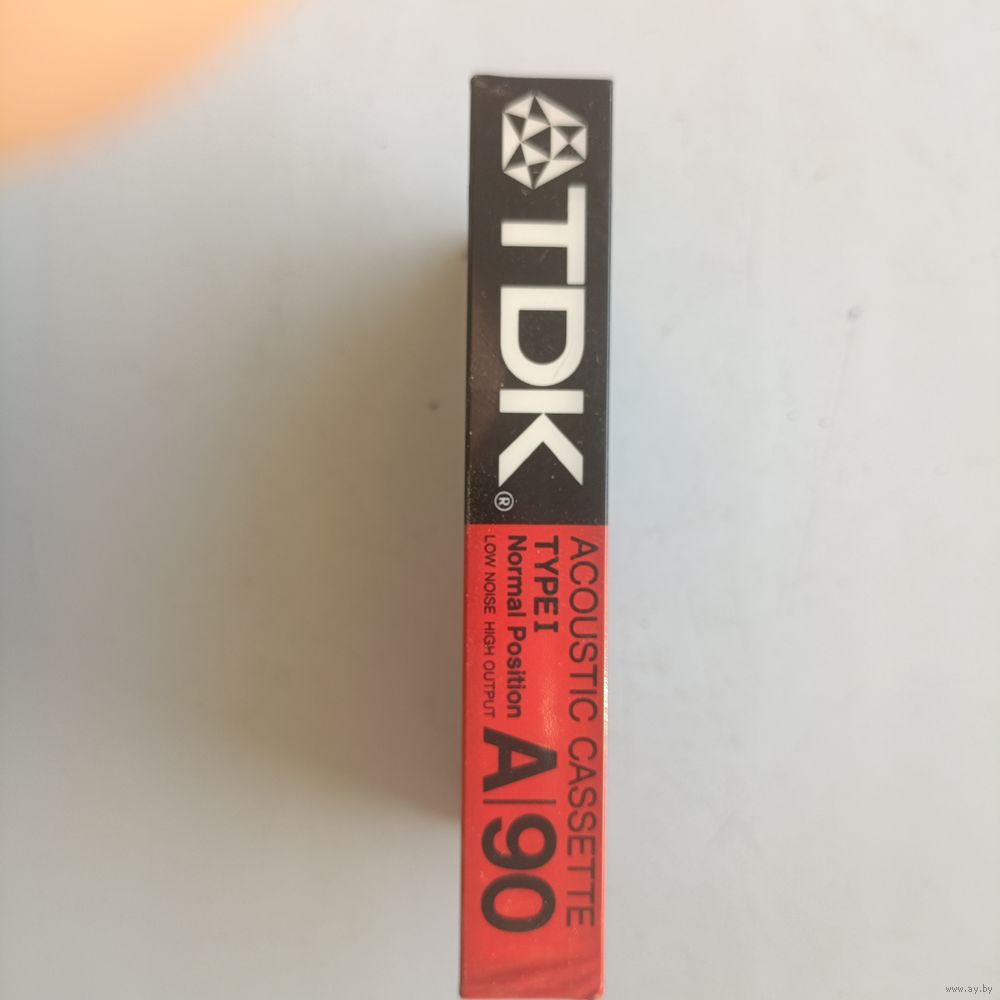 TDK®
ACOUSTIC CASSETTE
TYPE I
Normal Position
LOW NOISE HIGH OUTPUT
A|90
www.ay.by